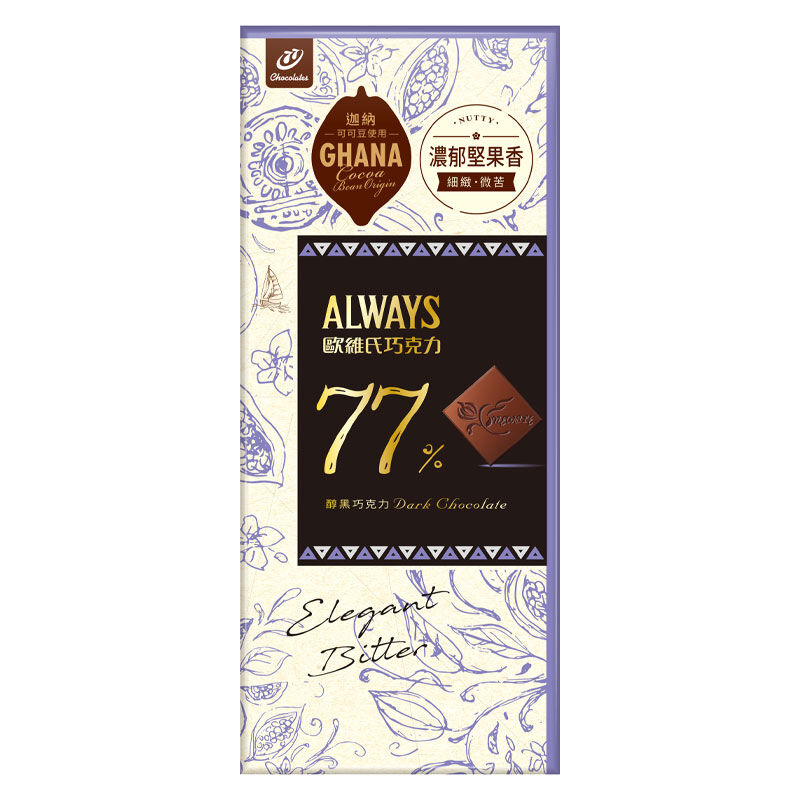 77
Chocolates
迦納
可可豆使用
GHANA
Cocoa
Bean Origin
·NUTTY·
濃郁堅果香
細緻·微苦
ALWAYS
歐維氏巧克力
77%
醇黑巧克力 Dark Chocolate
Elegant
Bitter